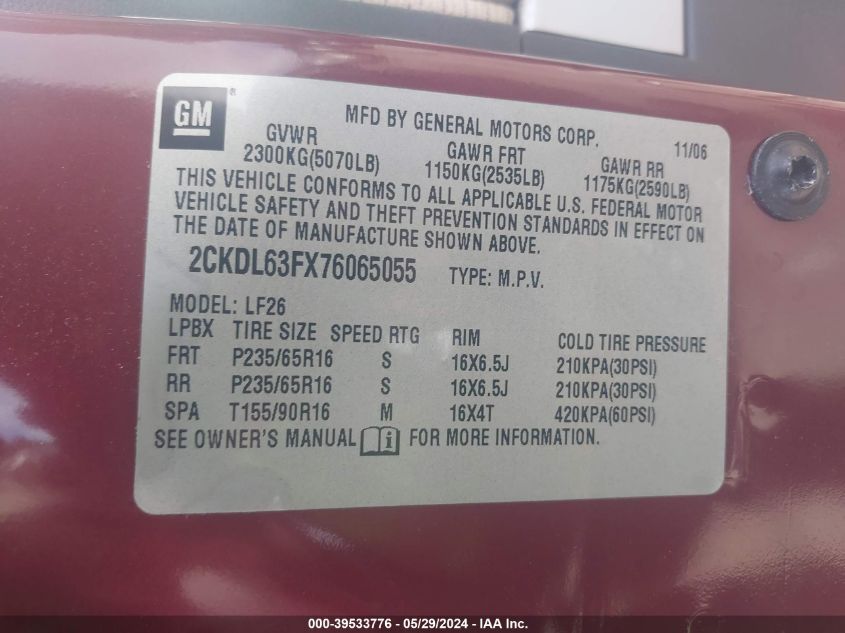 GM ®
MFD BY GENERAL MOTORS CORP. 11/06
GVWR GAWR FRT GAWR RR
2300KG(5070LB) 1150KG(2535LB) 1175KG(2590LB)
THIS VEHICLE CONFORMS TO ALL APPLICABLE U.S. FEDERAL MOTOR
VEHICLE SAFETY AND THEFT PREVENTION STANDARDS IN EFFECT ON
THE DATE OF MANUFACTURE SHOWN ABOVE.
2CKDL63FX76065055 TYPE: M.P.V.
MODEL: LF26
LPBX TIRE SIZE SPEED RTG RIM COLD TIRE PRESSURE
FRT P235/65R16 S 16X6.5J 210KPA(30PSI)
RR P235/65R16 S 16X6.5J 210KPA(30PSI)
SPA T155/90R16 M 16X4T 420KPA(60PSI)
SEE OWNER'S MANUAL i FOR MORE INFORMATION.
000-39533776 - 05/29/2024 - IAA Inc.